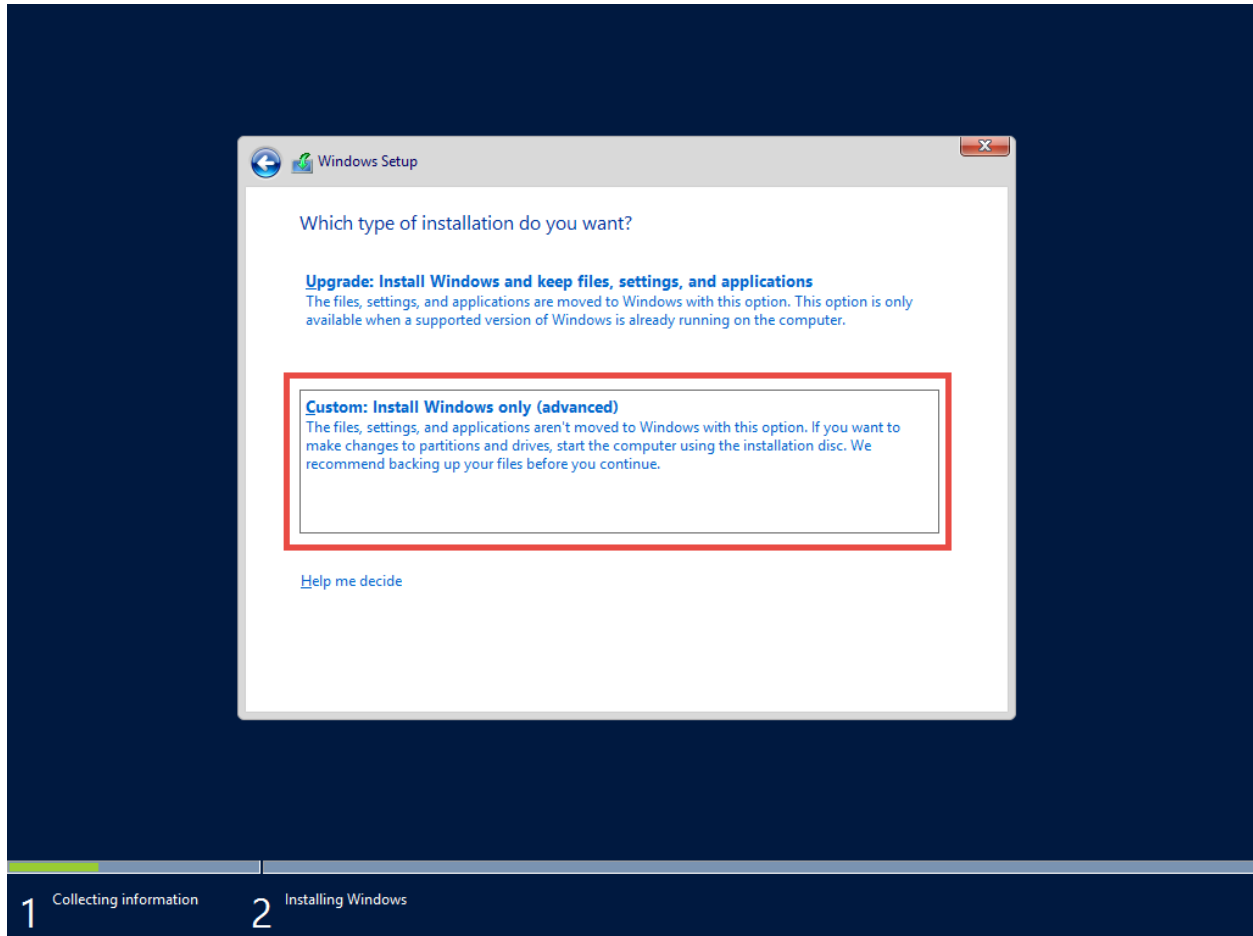 Windows Setup
Which type of installation do you want?
Upgrade: Install Windows and keep files, settings, and applications
The files, settings, and applications are moved to Windows with this option. This option is only
available when a supported version of Windows is already running on the computer.
Custom: Install Windows only (advanced)
The files, settings, and applications aren't moved to Windows with this option. If you want to
make changes to partitions and drives, start the computer using the installation disc. We
recommend backing up your files before you continue.
Help me decide
1 Collecting information 2 Installing Windows